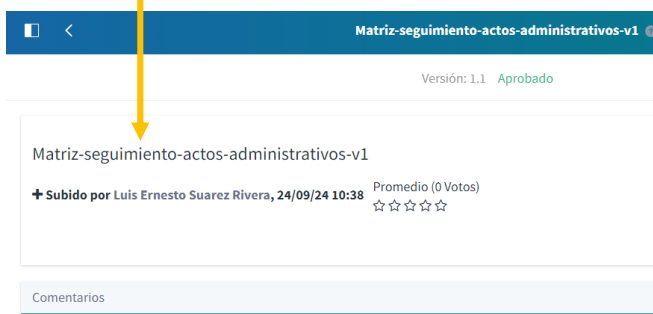 Matriz-seguimiento-actos-administrativos-v1
Versión: 1.1 Aprobado
Matriz-seguimiento-actos-administrativos-v1
+ Subido por Luis Ernesto Suarez Rivera, 24/09/24 10:38
Promedio (0 Votos)
Comentarios